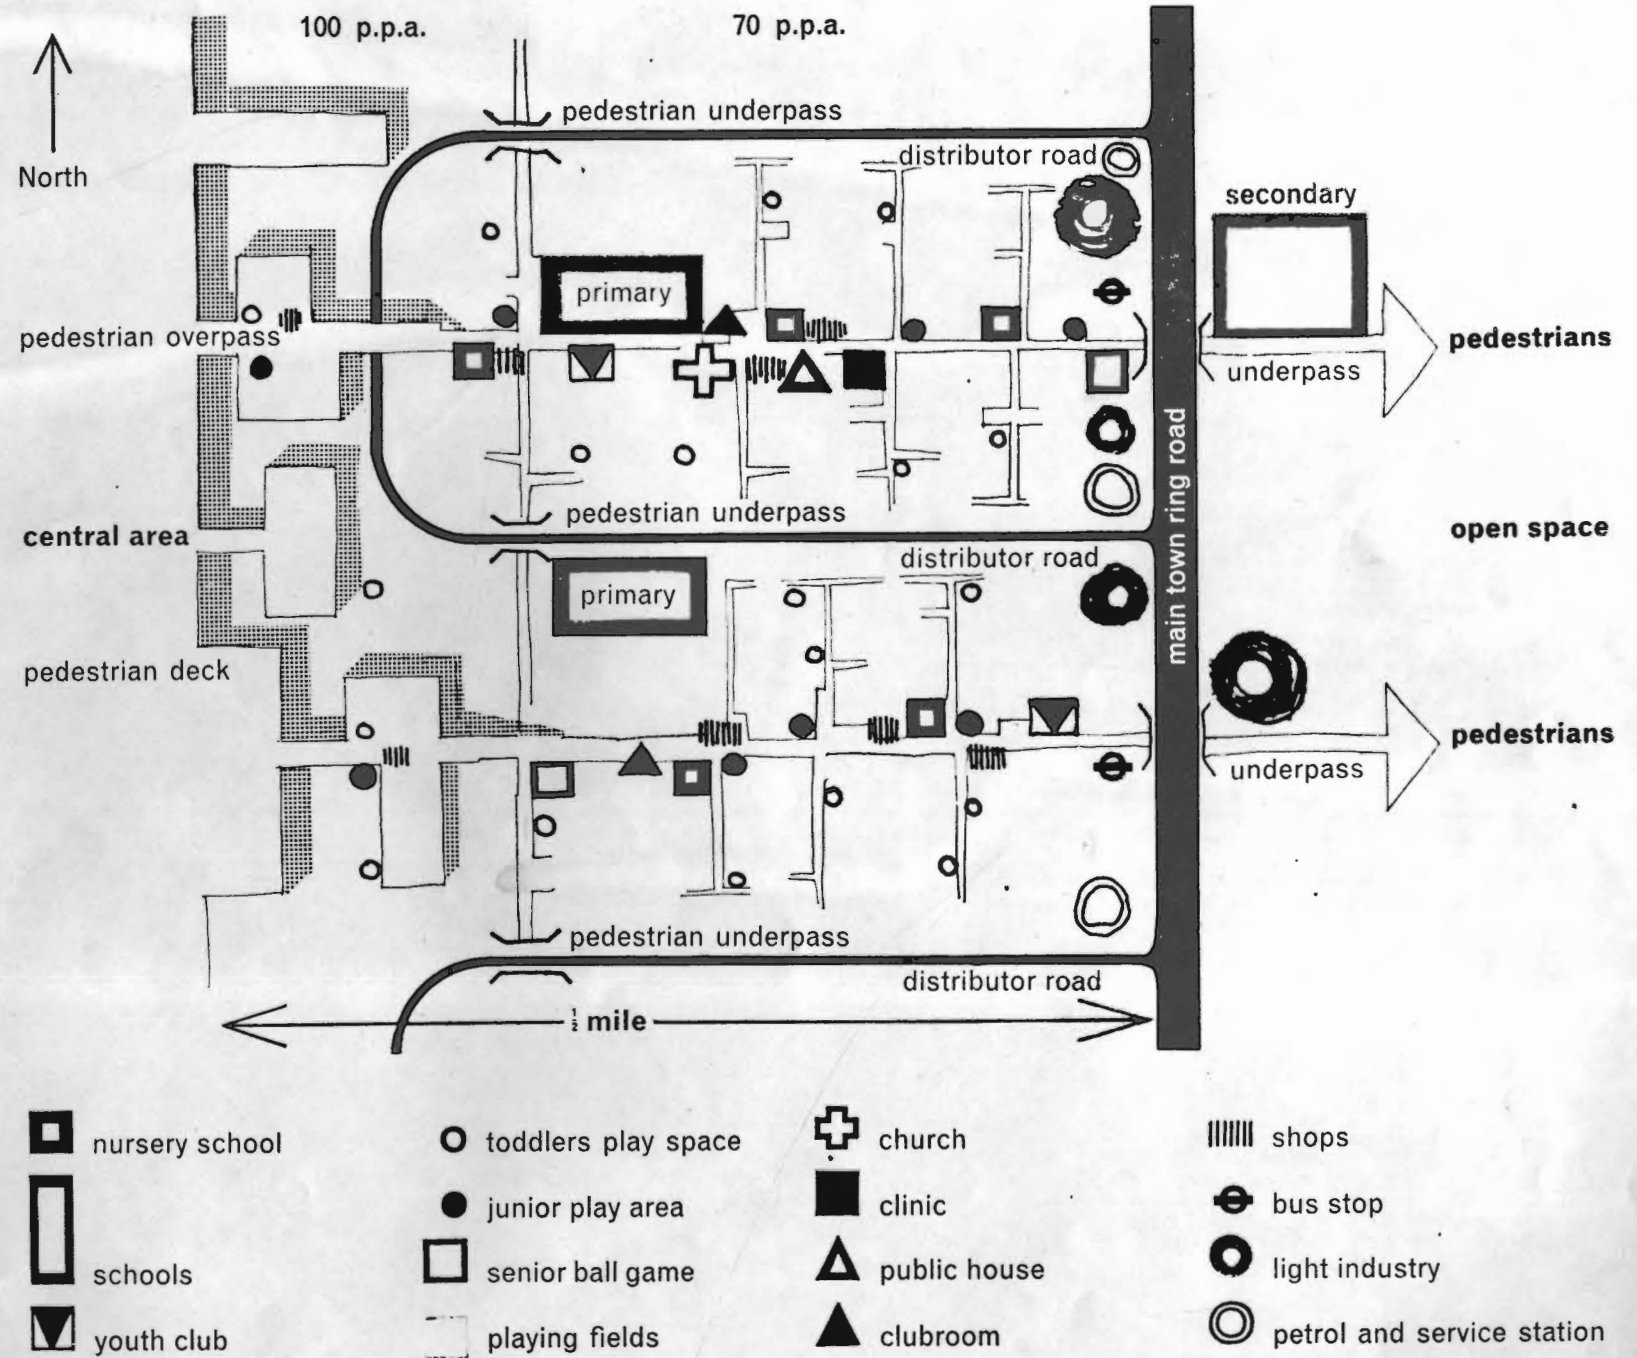 100 p.p.a.
70 p.p.a.
North
pedestrian underpass
distributor road
secondary
primary
pedestrian overpass
pedestrians
underpass
main town ring road
pedestrian underpass
central area
open space
distributor road
primary
pedestrian deck
pedestrians
underpass
pedestrian underpass
distributor road
½ mile
nursery school
schools
youth club
toddlers play space
junior play area
senior ball game
playing fields
church
clinic
public house
clubroom
shops
bus stop
light industry
petrol and service station